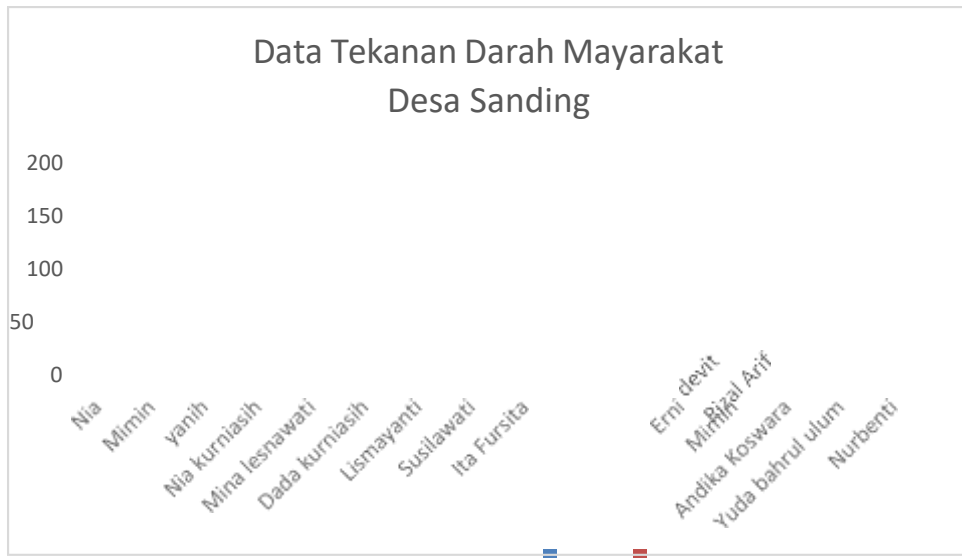 Data Tekanan Darah Mayarakat
Desa Sanding
200
150
100
50
0
Nia
Mimin
yanih
Nia kurniasih
Mina lesnawati
Dada kurniasih
Lismayanti
Susilawati
Ita Fursita
Erni
devit
Mimin
Rizal Arif
Andika Koswara
Yuda bahrul ulum
Nurbenti